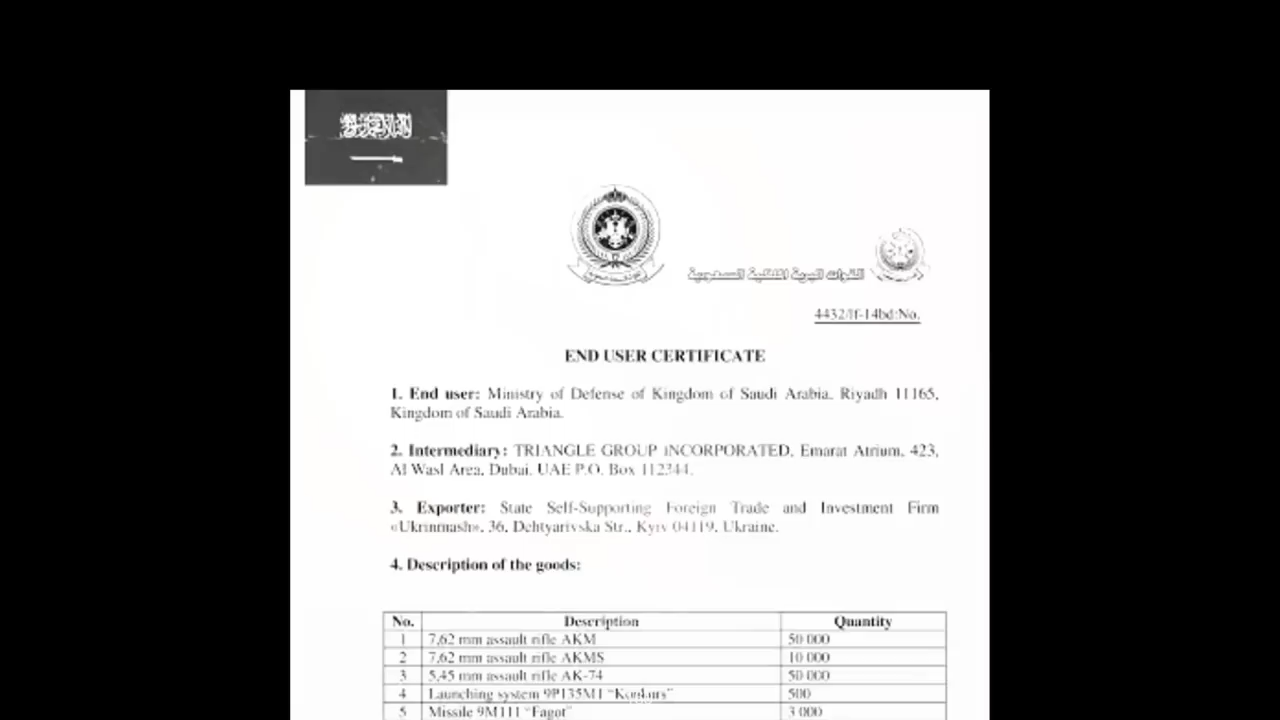 القوات البرية الملكية السعودية
4432/If-14bd:No.
END USER CERTIFICATE
1. End user: Ministry of Defense of Kingdom of Saudi Arabia, Riyadh 11165,
Kingdom of Saudi Arabia.
2. Intermediary: TRIANGLE GROUP INCORPORATED, Emarat Atrium, 423,
Al Wasl Area, Dubai, UAE P.O. Box 112344.
3. Exporter: State Self-Supporting Foreign Trade and Investment Firm
«Ukrinmash», 36, Dehtyarivska Str., Kyiv 04119, Ukraine.
4. Description of the goods:
No. Description Quantity
1 7,62 mm assault rifle AKM 50 000
2 7,62 mm assault rifle AKMS 10 000
3 5,45 mm assault rifle AK-74 50 000
4 Launching system 9P135M1 “Konkurs” 500
5 Missile 9M111 “Fagot” 3 000